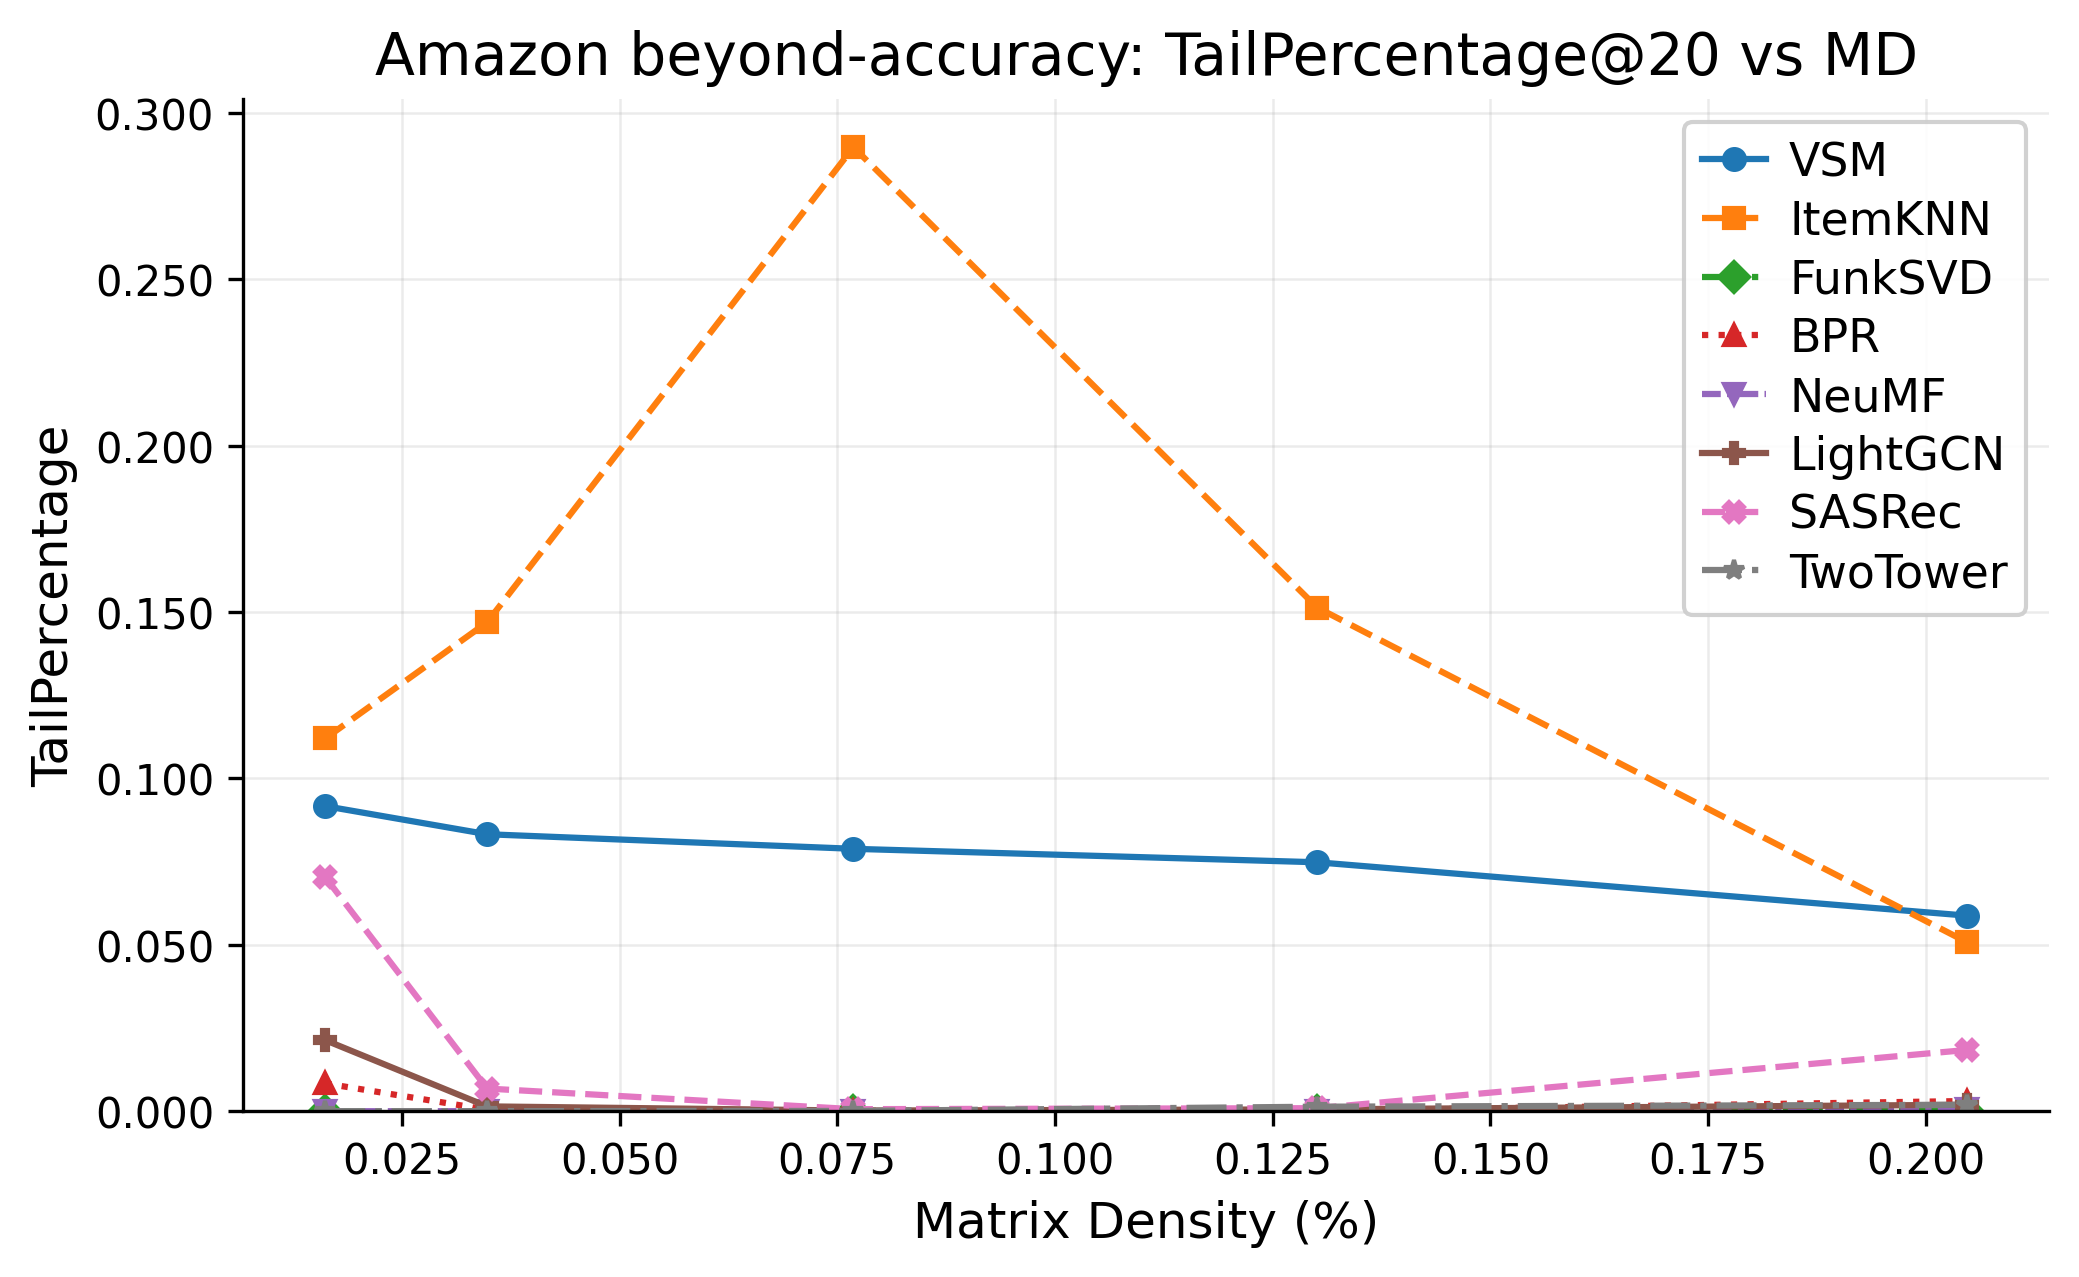 Amazon beyond-accuracy: TailPercentage@20 vs MD
0.300
0.250
0.200
0.150
0.100
0.050
0.000
TailPercentage
VSM
ItemKNN
FunkSVD
BPR
NeuMF
LightGCN
SASRec
TwoTower
0.025 0.050 0.075 0.100 0.125 0.150 0.175 0.200
Matrix Density (%)